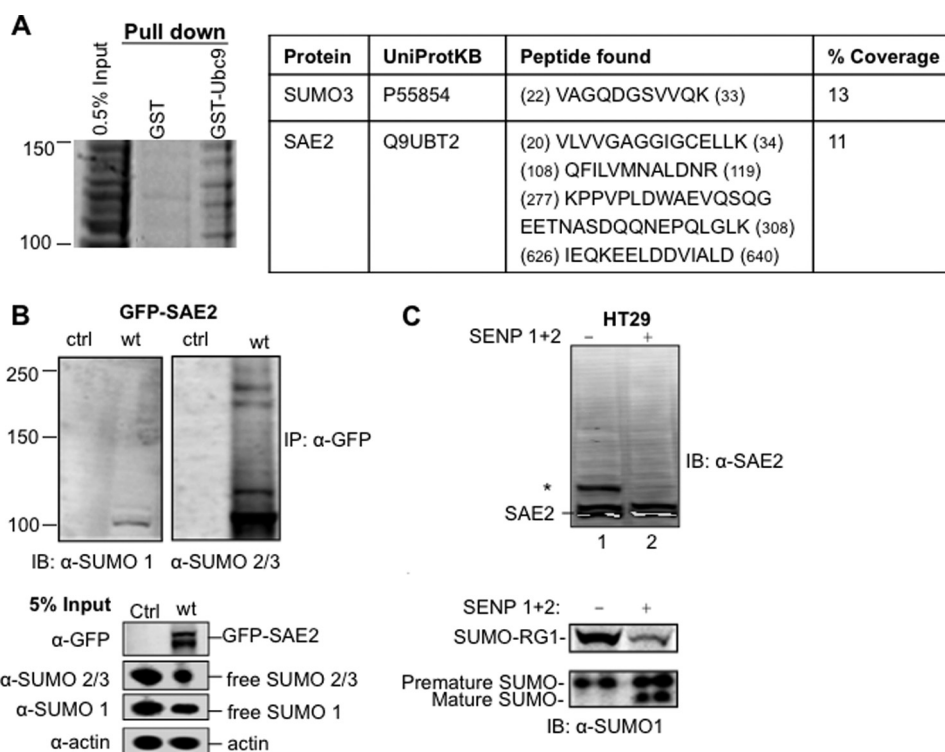 A
Pull down
0.5% Input
GST
GST-Ubc9
150
100
Protein UniProtKB Peptide found % Coverage
SUMO3 P55854 (22) VAGQDGSVVQK (33) 13
SAE2 Q9UBT2 (20) VLVVGAGGIGCELLK (34) 11
(108) QFILVMNALDNR (119)
(277) KPPVPLDWAEVQSQG
EETNASDQQNEPQLGLK (308)
(626) IEQKEELDDVIALD (640)
B
GFP-SAE2
ctrl wt ctrl wt
250
150
100
IP: α-GFP
IB: α-SUMO 1 α-SUMO 2/3
5% Input Ctrl wt
α-GFP GFP-SAE2
α-SUMO 2/3 free SUMO 2/3
α-SUMO 1 free SUMO 1
α-actin actin
C
HT29
SENP 1+2 – +
IB: α-SAE2
*
SAE2
1 2
SENP 1+2: – +
SUMO-RG1-
Premature SUMO-
Mature SUMO-
IB: α-SUMO1